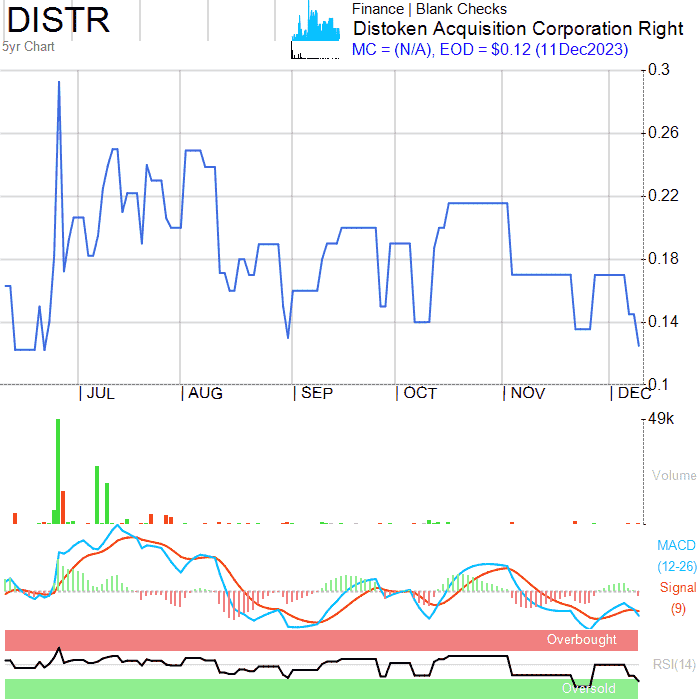 DISTR
Finance | Blank Checks
Distoken Acquisition Corporation Right
5yr Chart
MC = (N/A), EOD = $0.12 (11Dec2023)
0.3
0.26
0.22
0.18
0.14
0.1
JUL
AUG
SEP
OCT
NOV
DEC
49k
Volume
MACD
(12-26)
Signal
(9)
Overbought
RSI(14)
Oversold